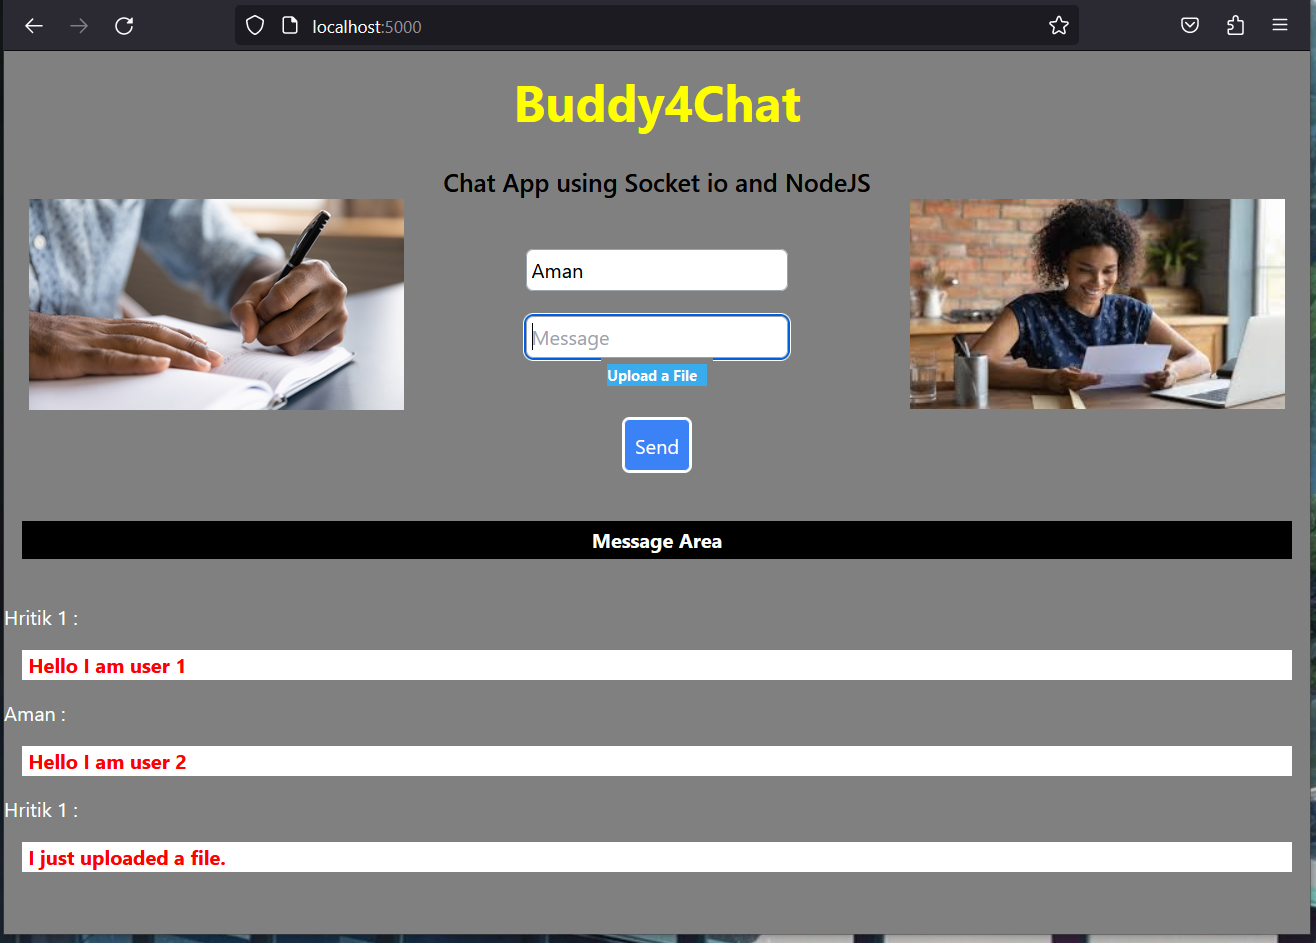 localhost:5000
Buddy4Chat
Chat App using Socket io and NodeJS
Aman
Message
Upload a File
Send
Message Area
Hritik 1 :
Hello I am user 1
Aman :
Hello I am user 2
Hritik 1 :
I just uploaded a file.